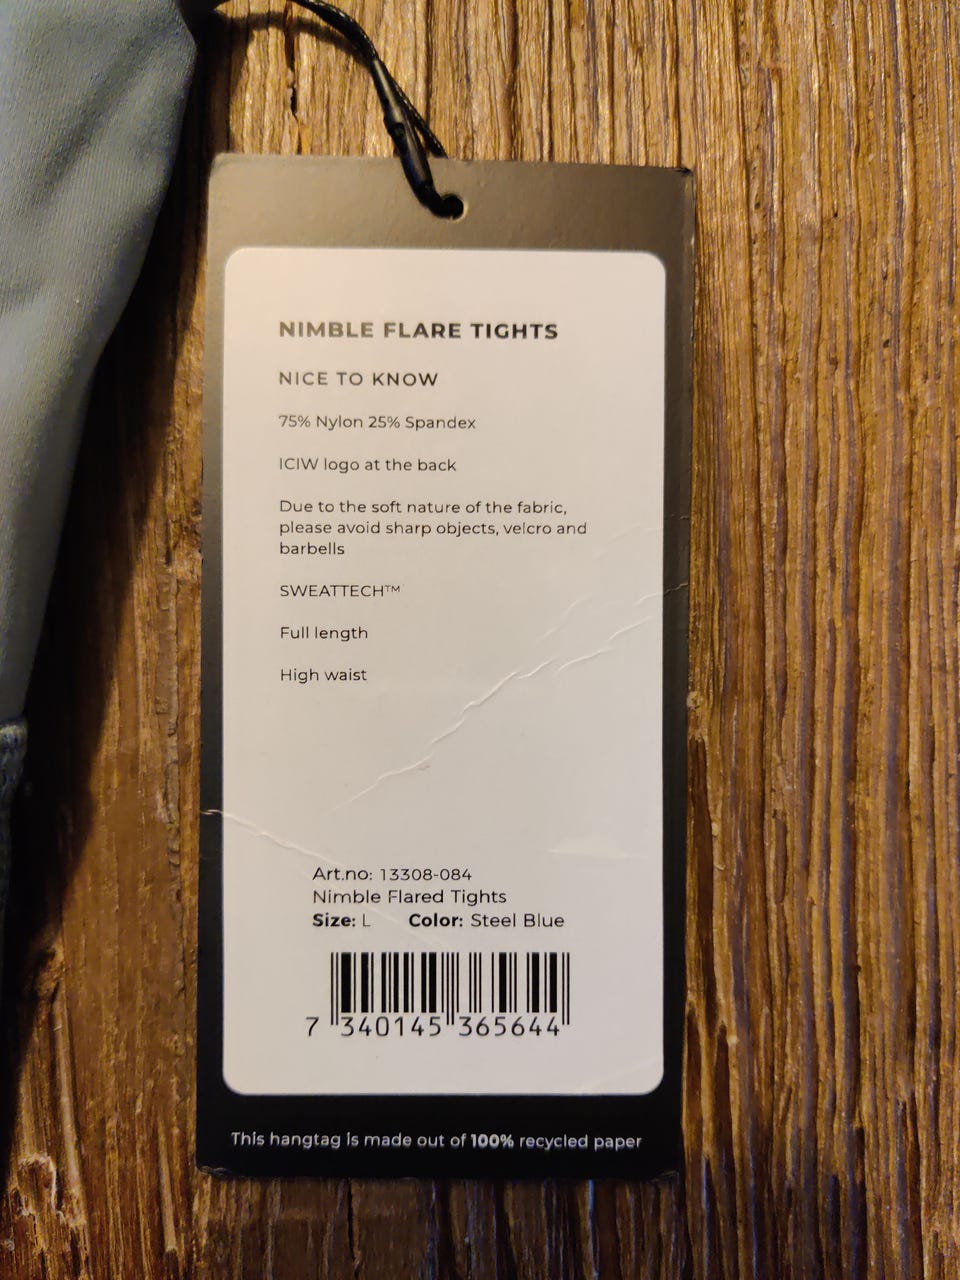 NIMBLE FLARE TIGHTS
NICE TO KNOW
75% Nylon 25% Spandex
ICIW logo at the back
Due to the soft nature of the fabric,
please avoid sharp objects, velcro and
barbells
SWEATTECH™
Full length
High waist
Art.no: 13308-084
Nimble Flared Tights
Size: L Color: Steel Blue
7 340145 365644
This hangtag is made out of 100% recycled paper